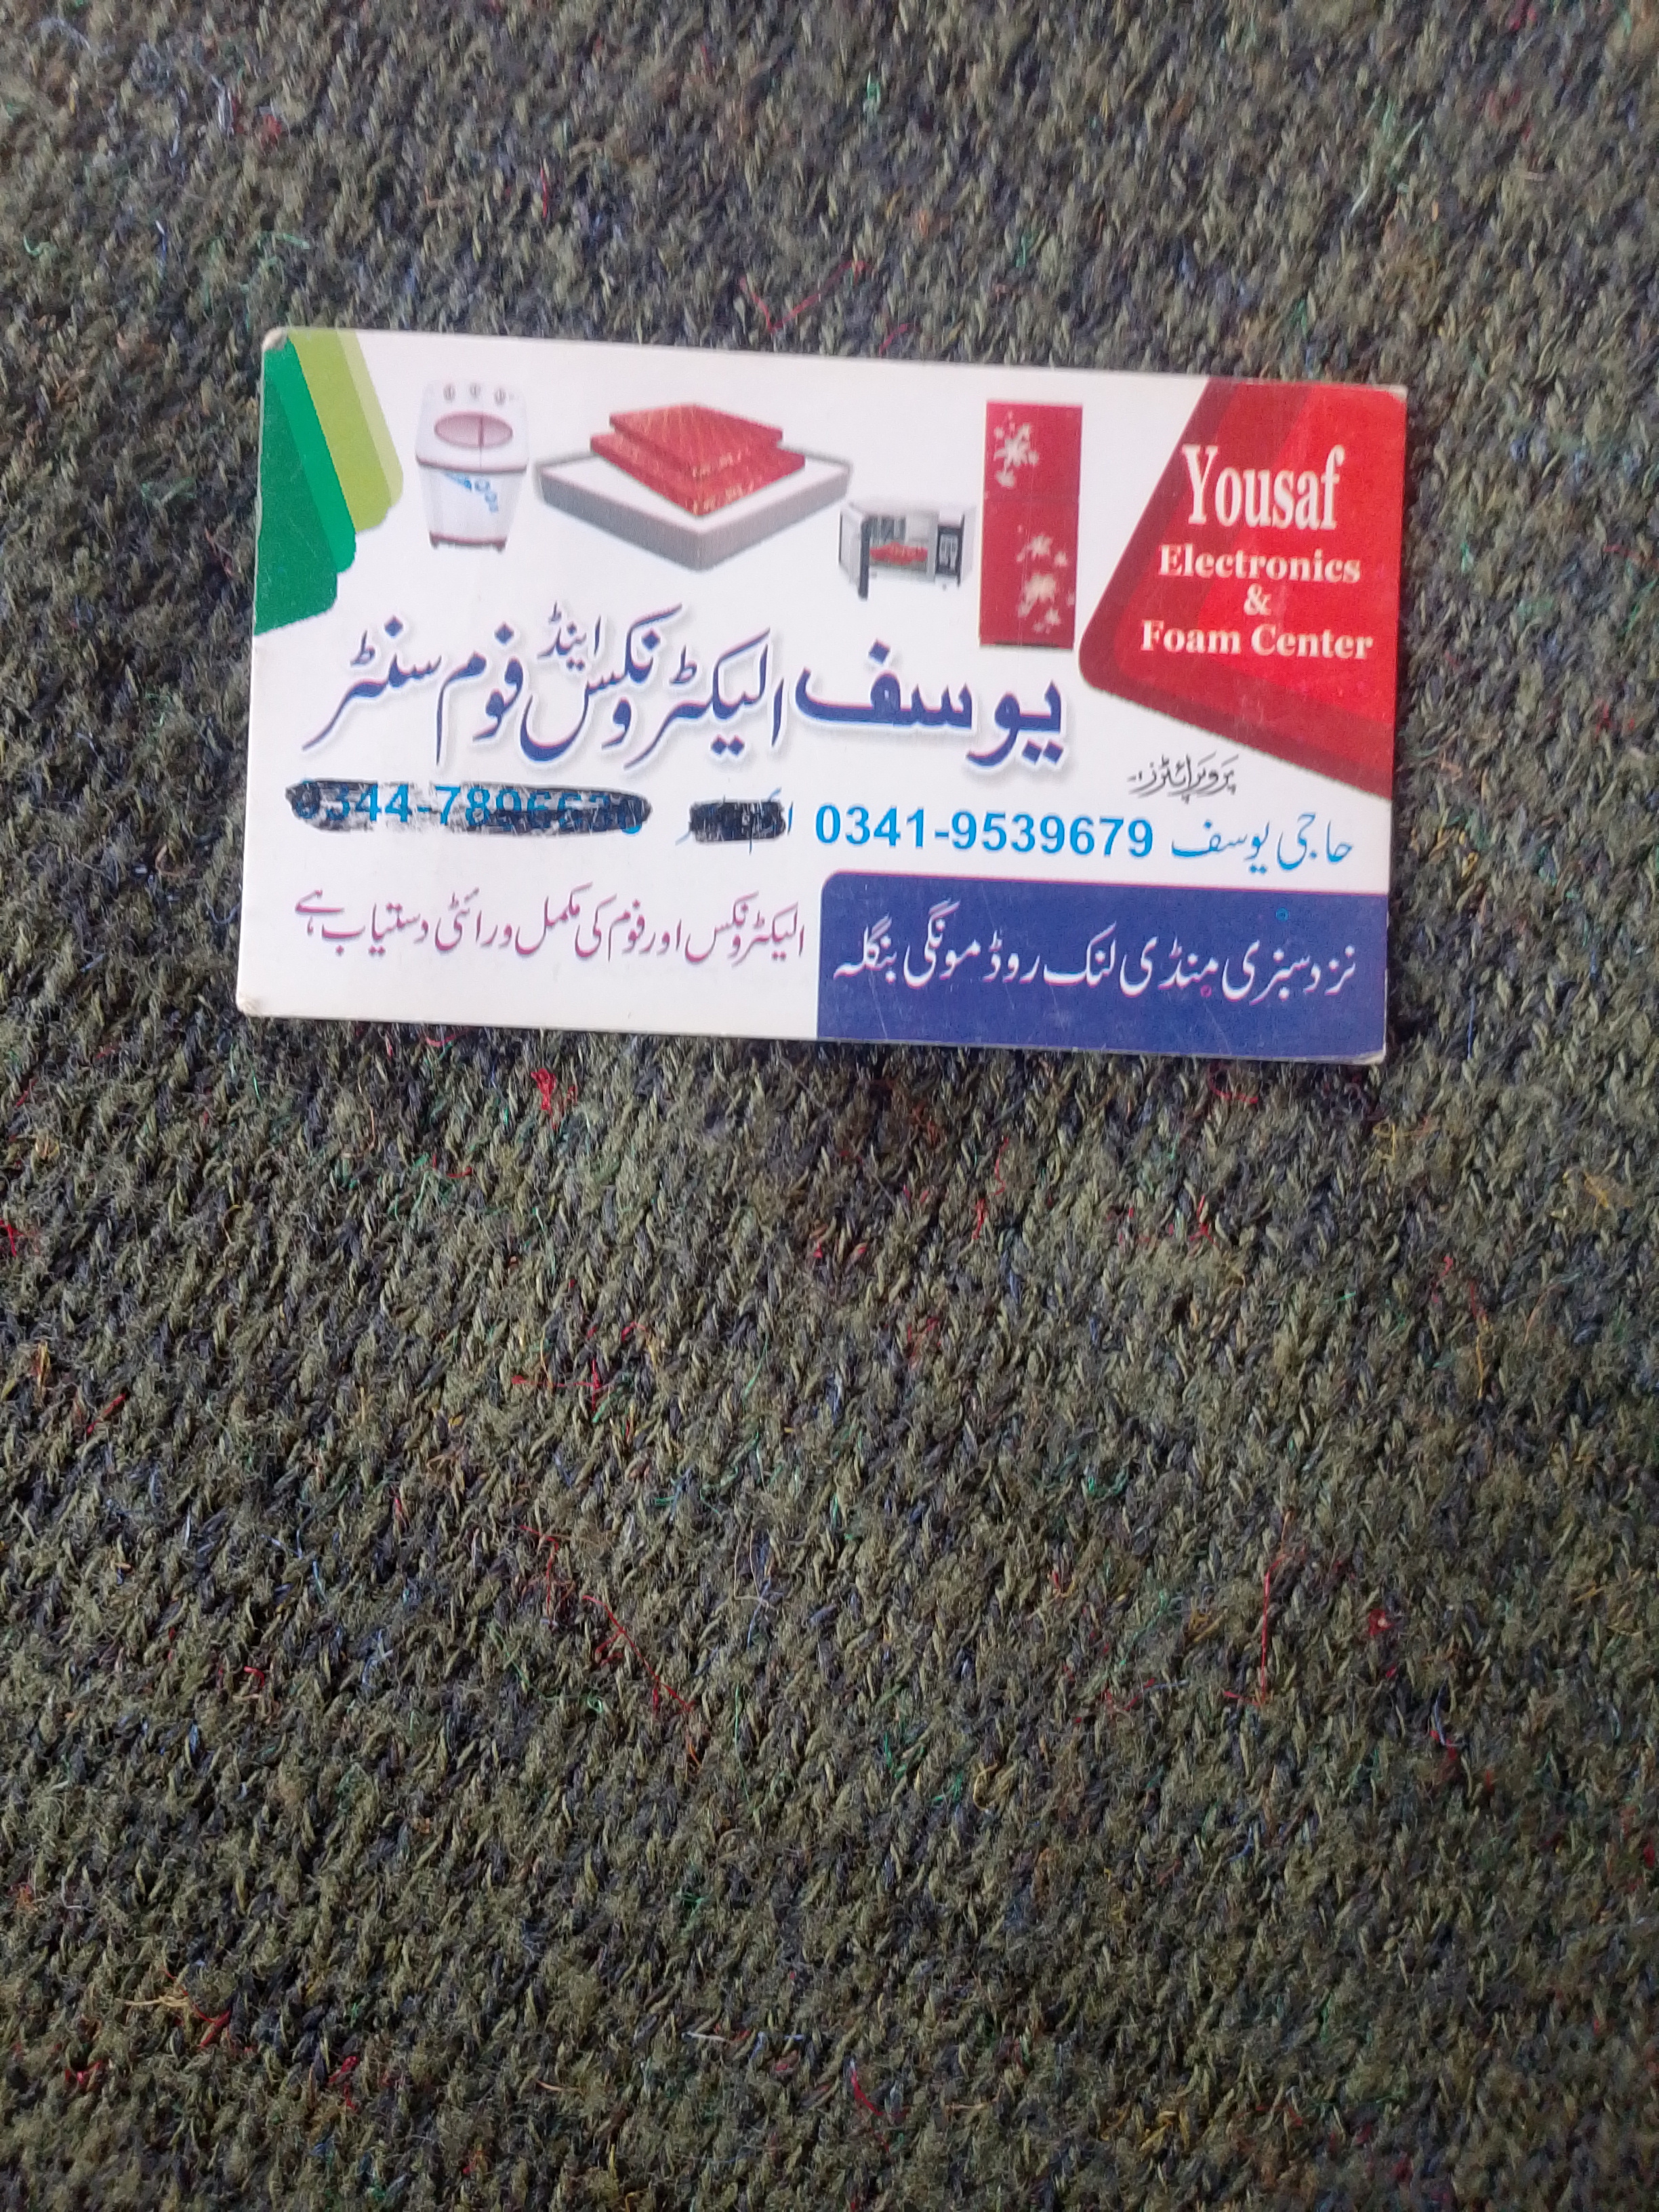 Yousaf
Electronics
&
Foam Center
یوسف الیکٹرونکس اینڈ فوم سنٹر
پروپرائٹرز:
حاجی یوسف 0341-9539679
نزد سبزی منڈی لنک روڈ مونگی بنگلہ
الیکٹرونکس اور فوم کی مکمل ورائٹی دستیاب ہے